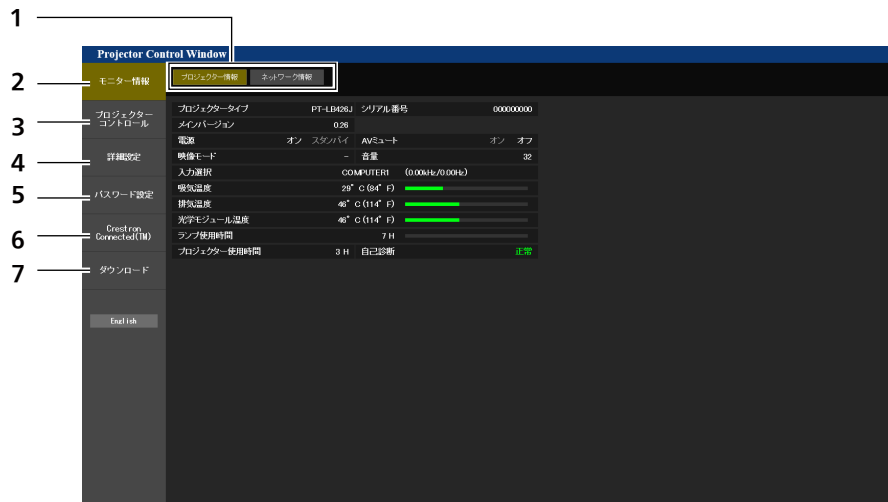 1
Projector Control Window
2
モニター情報
プロジェクター情報 ネットワーク情報
3
プロジェクター
コントロール
4
詳細設定
5
パスワード設定
6
Crestron
Connected(TM)
7
ダウンロード
English
プロジェクタータイプ PT-LB426J シリアル番号 000000000
メインバージョン 0.26
電源 オン スタンバイ AVミュート オン オフ
映像モード - 音量 32
入力選択 COMPUTER1 (0.00kHz/0.00Hz)
吸気温度 29° C (84° F)
排気温度 46° C (114° F)
光学モジュール温度 46° C (114° F)
ランプ使用時間 7 H
プロジェクター使用時間 3 H 自己診断 正常